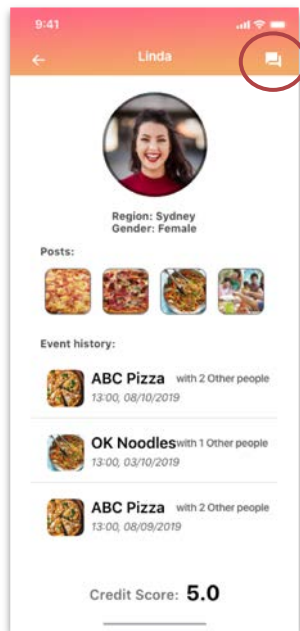 9:41
Linda
Region: Sydney
Gender: Female
Posts:
Event history:
ABC Pizza with 2 Other people
13:00, 08/10/2019
OK Noodles with 1 Other people
13:00, 03/10/2019
ABC Pizza with 2 Other people
13:00, 08/09/2019
Credit Score: 5.0